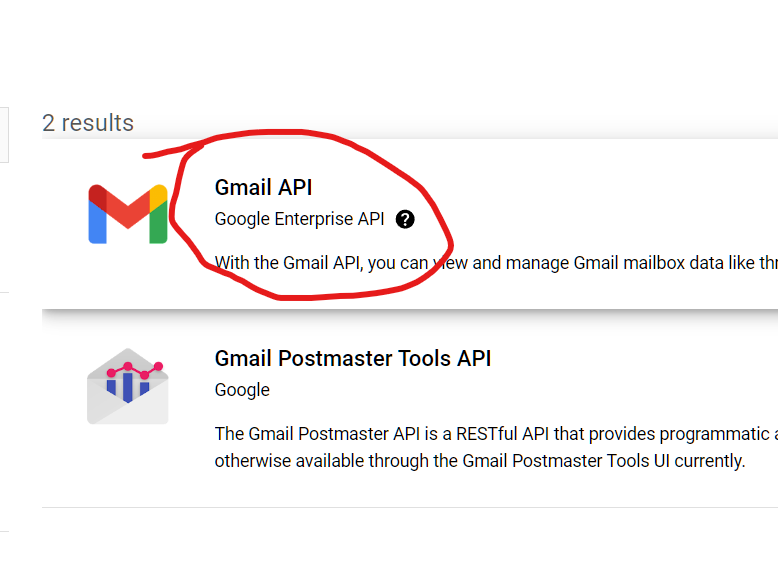 2 results
Gmail API
Google Enterprise API ?
With the Gmail API, you can view and manage Gmail mailbox data like
Gmail Postmaster Tools API
Google
The Gmail Postmaster API is a RESTful API that provides programmatic
otherwise available through the Gmail Postmaster Tools UI currently.